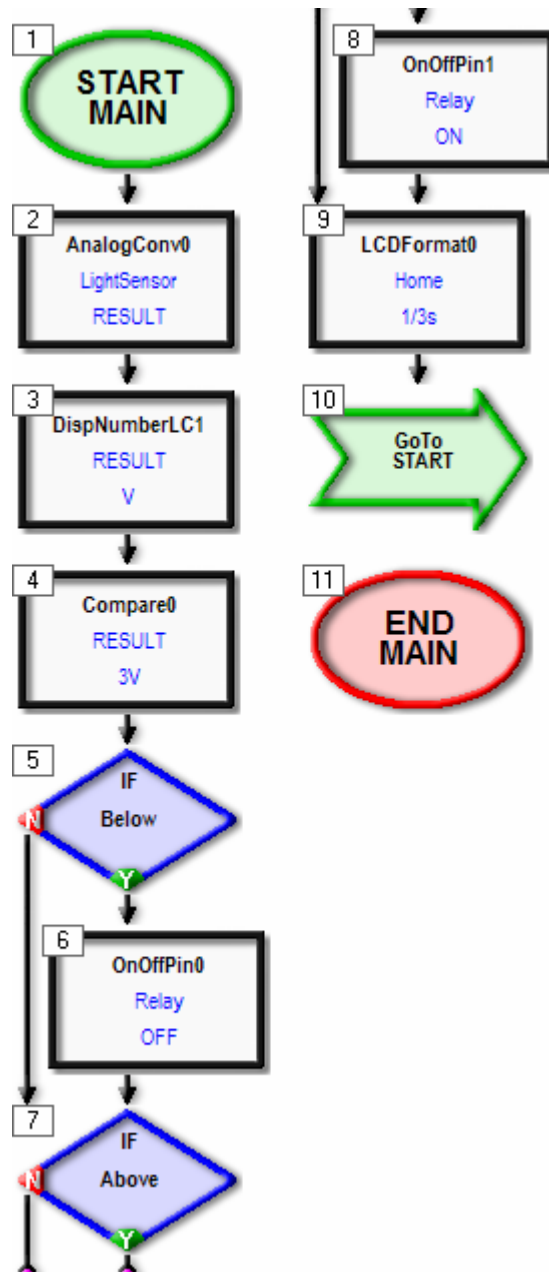 1
START
MAIN
2
AnalogConv0
LightSensor
RESULT
3
DispNumberLC1
RESULT
V
4
Compare0
RESULT
3V
5
IF
Below
N
Y
6
OnOffPin0
Relay
OFF
7
IF
Above
N
Y
8
OnOffPin1
Relay
ON
9
LCDFormat0
Home
1/3s
10
GoTo
START
11
END
MAIN